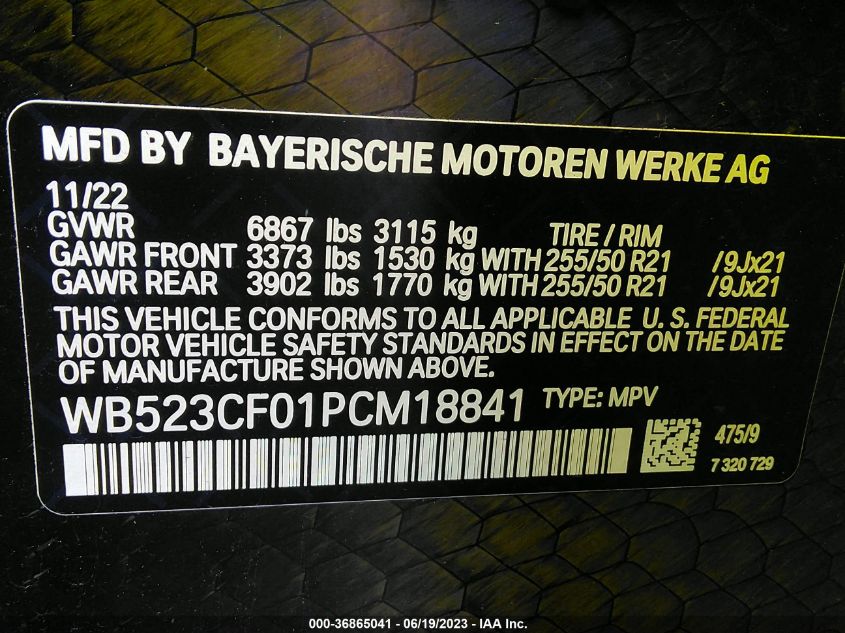 MFD BY BAYERISCHE MOTOREN WERKE AG
11/22
GVWR 6867 lbs 3115 kg TIRE / RIM
GAWR FRONT 3373 lbs 1530 kg WITH 255/50 R21 /9Jx21
GAWR REAR 3902 lbs 1770 kg WITH 255/50 R21 /9Jx21
THIS VEHICLE CONFORMS TO ALL APPLICABLE U. S. FEDERAL
MOTOR VEHICLE SAFETY STANDARDS IN EFFECT ON THE DATE
OF MANUFACTURE SHOWN ABOVE.
WB523CF01PCM18841 TYPE: MPV
475/9
7 320 729
000-36865041 - 06/19/2023 - IAA Inc.